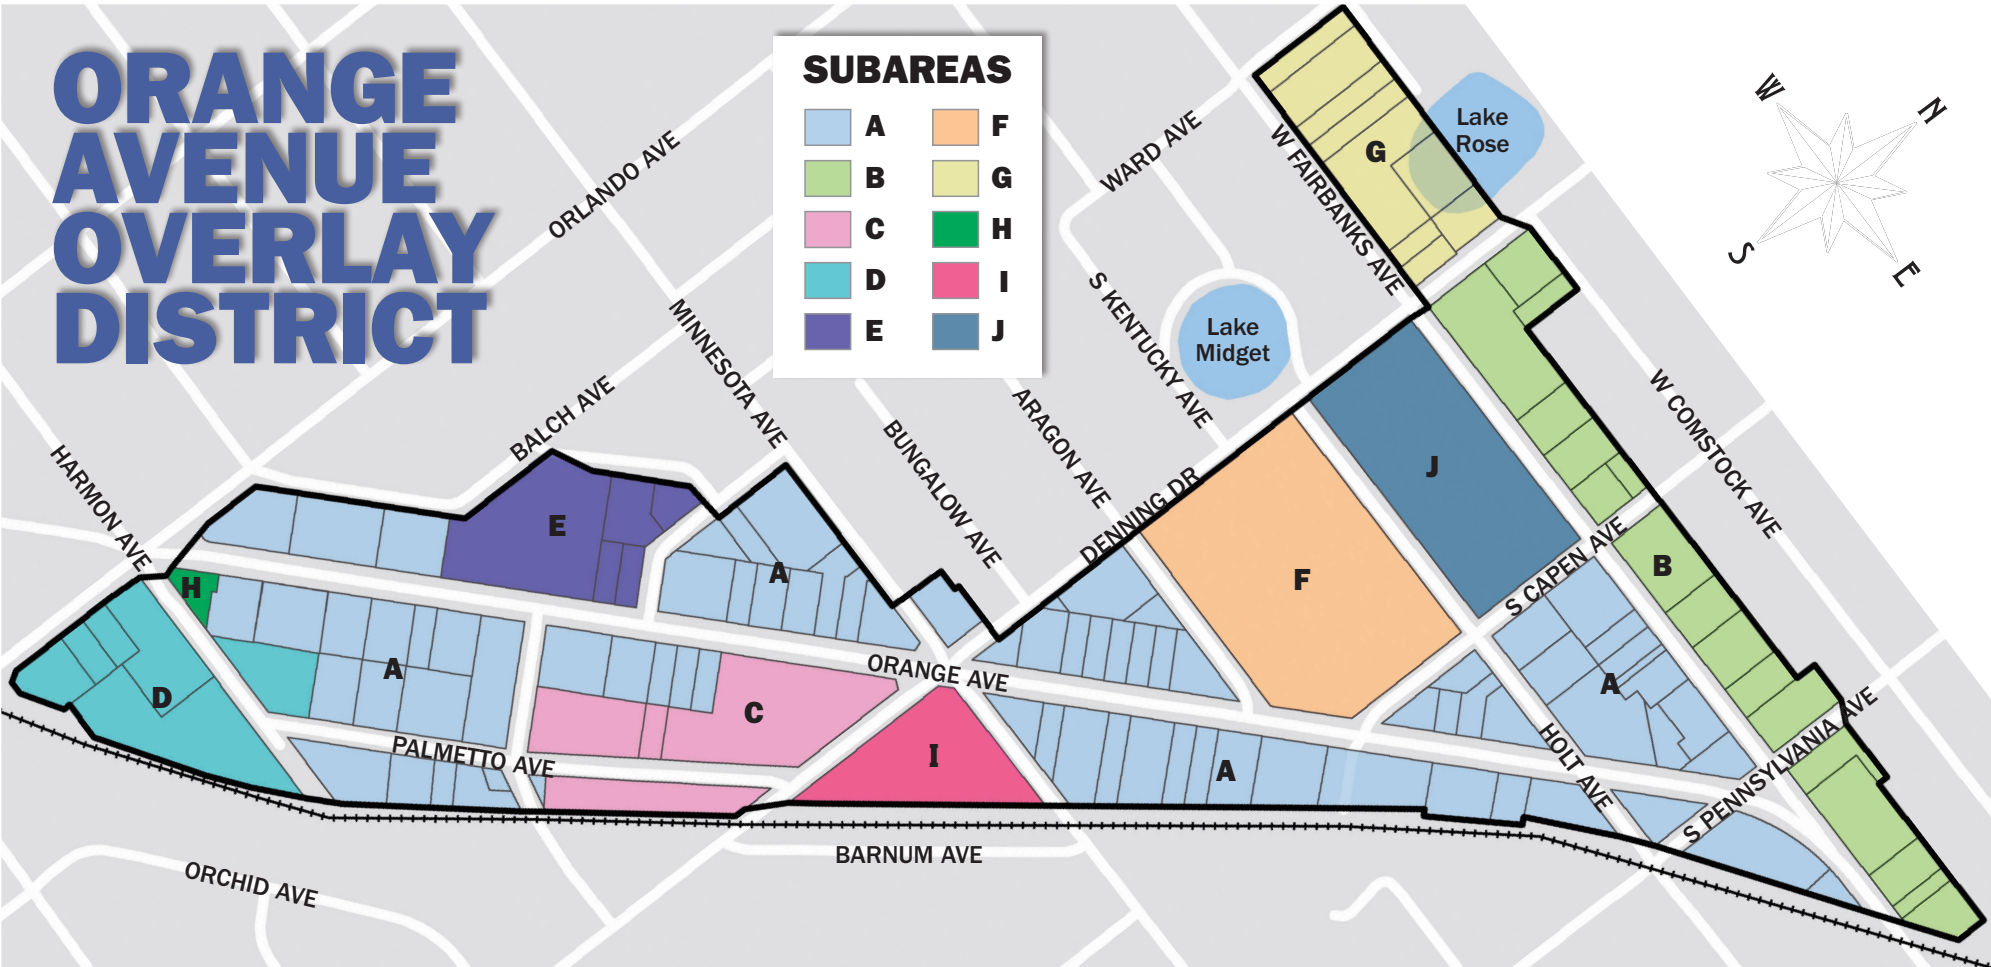 ORANGE
AVENUE
OVERLAY
DISTRICT
SUBAREAS
A
F
B
G
C
H
D
I
E
J
W
N
S
E
Lake
Rose
Lake
Midget
ORLANDO AVE
WARD AVE
W FAIRBANKS AVE
G
S KENTUCKY AVE
MINNESOTA AVE
BALCH AVE
HARMON AVE
BUNGALOW AVE
ARAGON AVE
DENNING DR
W COMSTOCK AVE
J
E
A
F
B
H
S CAPEN AVE
A
D
ORANGE AVE
C
A
I
A
PALMETTO AVE
HOLT AVE
S PENNSYLVANIA AVE
BARNUM AVE
ORCHID AVE